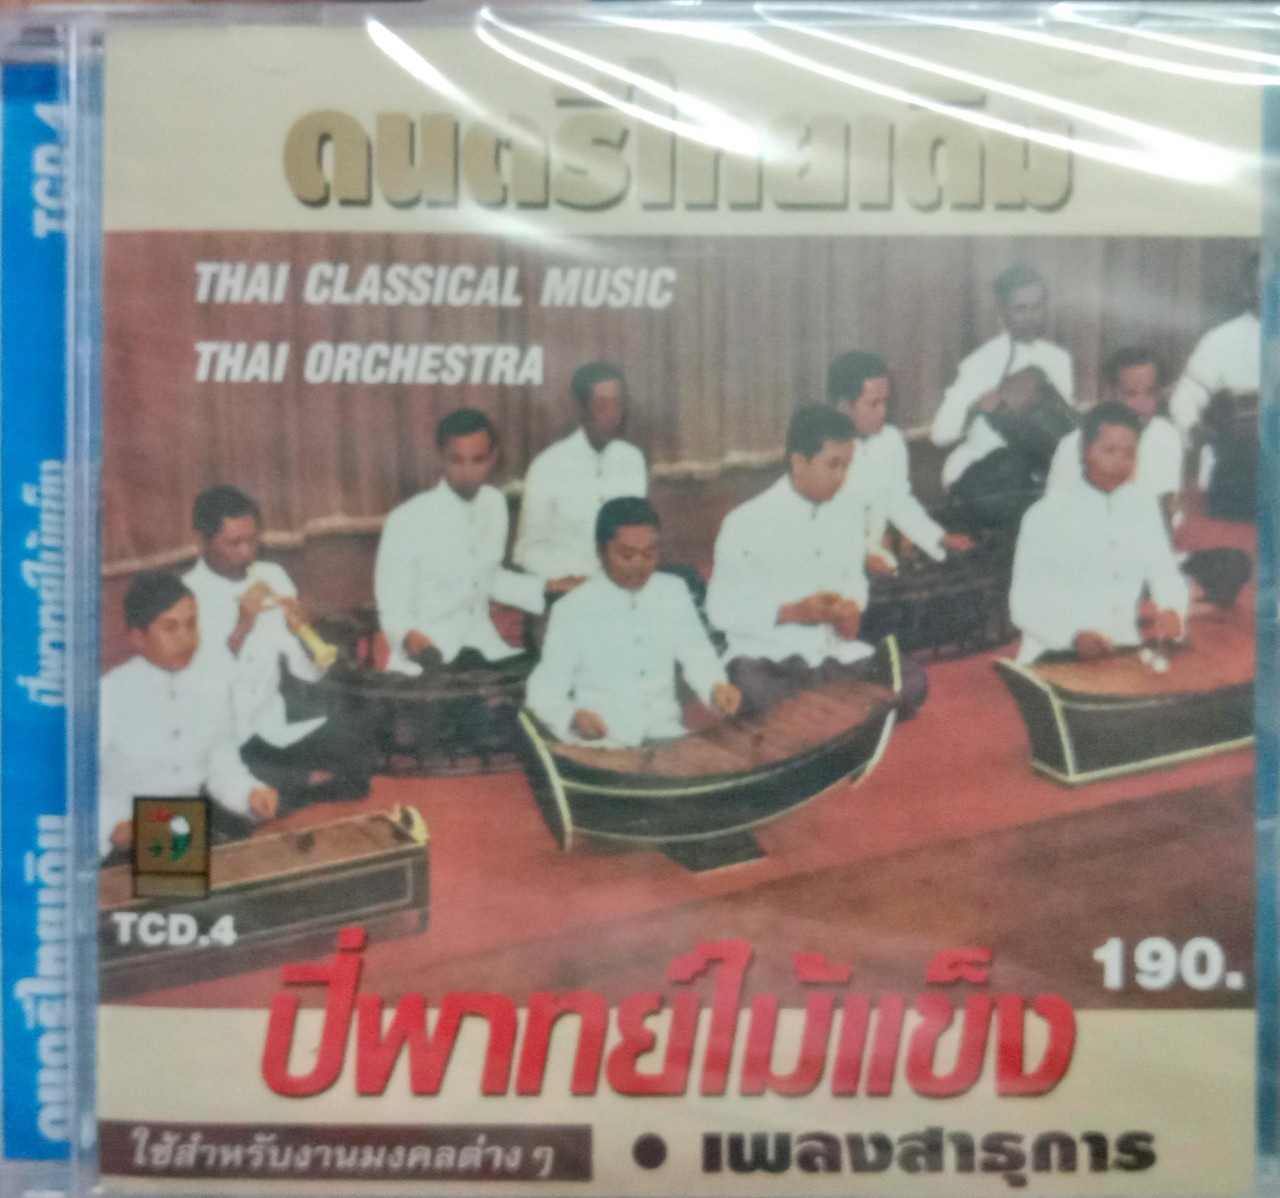 ดนตรีไทยเดิม
THAI CLASSICAL MUSIC
THAI ORCHESTRA
TCD.4
190.
ปี่พาทย์ไม้แข็ง
ใช้สำหรับงานมงคลต่าง ๆ
• เพลงสาธุการ
ดนตรีไทยเดิม ปี่พาทย์ไม้แข็ง TCD.4